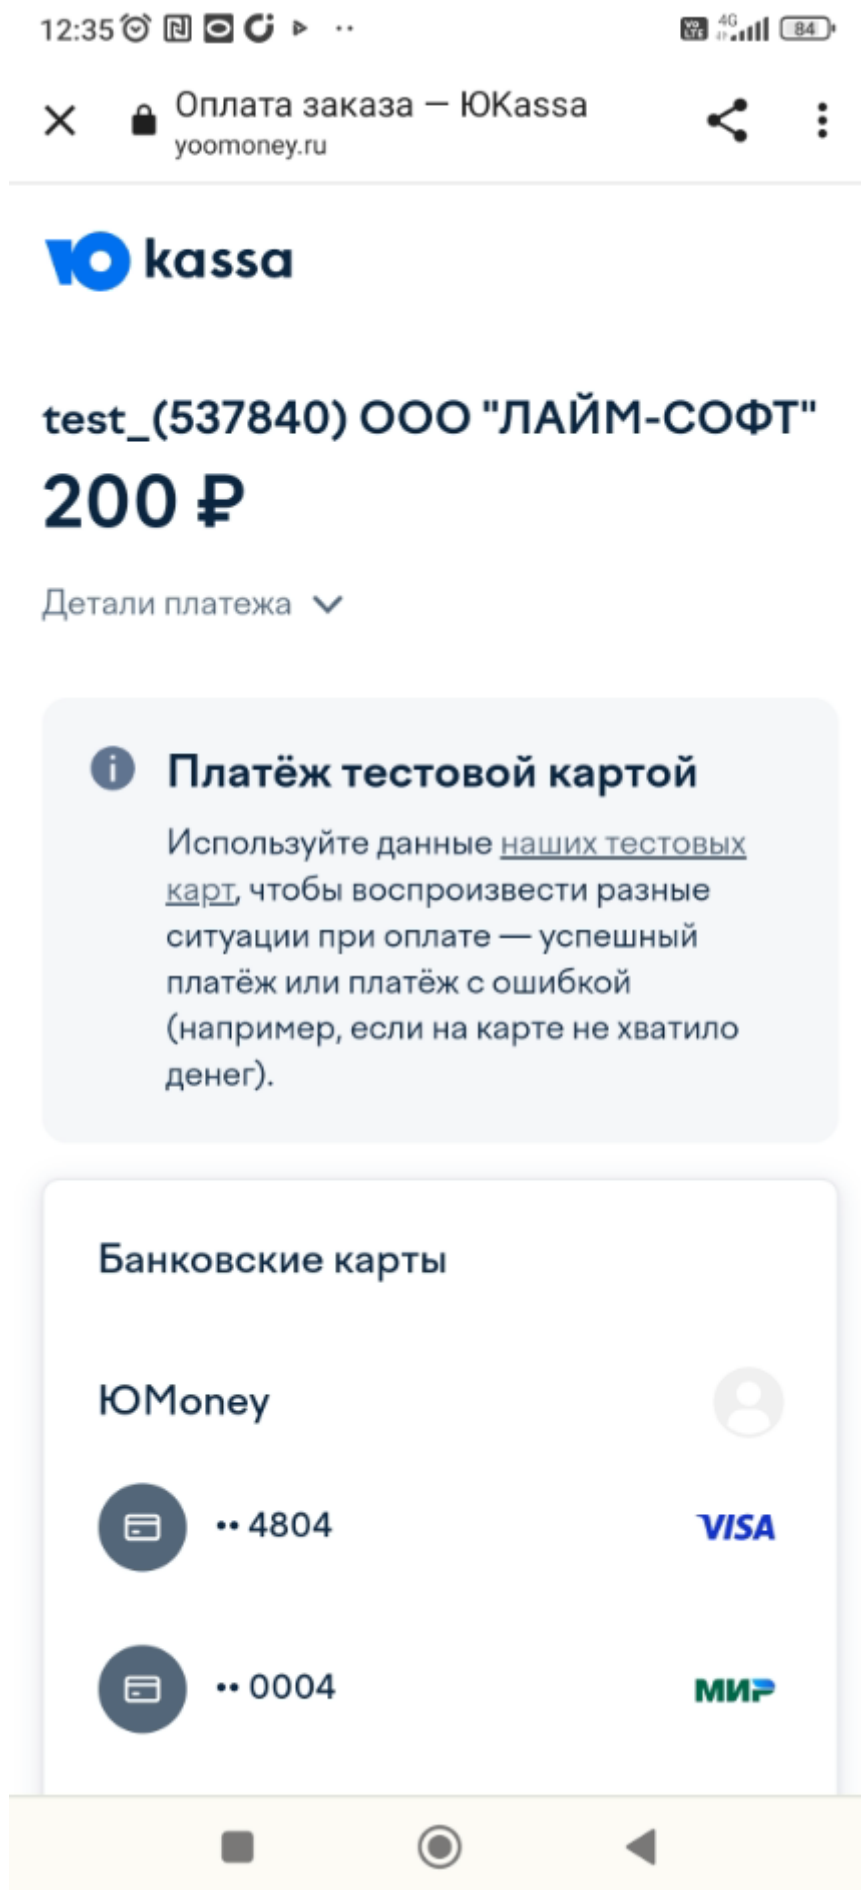 12:35
4G
84
Оплата заказа — ЮKassa
yoomoney.ru
Ю kassa
test_(537840) ООО "ЛАЙМ-СОФТ"
200 ₽
Детали платежа
Платёж тестовой картой
Используйте данные наших тестовых
карт, чтобы воспроизвести разные
ситуации при оплате — успешный
платёж или платёж с ошибкой
(например, если на карте не хватило
денег).
Банковские карты
ЮMoney
•• 4804 VISA
•• 0004 МИР